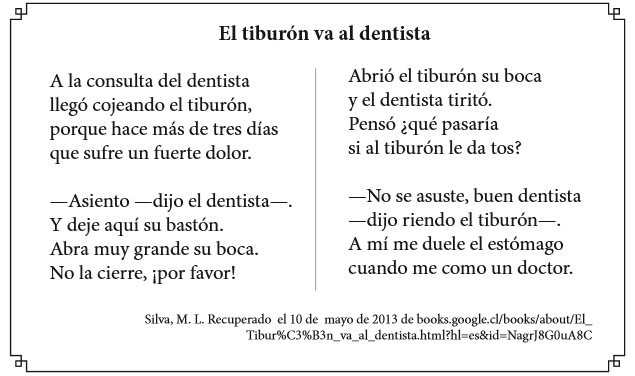 El tiburón va al dentista
A la consulta del dentista
llegó cojeando el tiburón,
porque hace más de tres días
que sufre un fuerte dolor.
—Asiento —dijo el dentista—.
Y deje aquí su bastón.
Abra muy grande su boca.
No la cierre, ¡por favor!
Abrió el tiburón su boca
y el dentista tiritó.
Pensó ¿qué pasaría
si al tiburón le da tos?
—No se asuste, buen dentista
—dijo riendo el tiburón—.
A mí me duele el estómago
cuando me como un doctor.
Silva, M. L. Recuperado el 10 de mayo de 2013 de books.google.cl/books/about/El_
Tibur%C3%B3n_va_al_dentista.html?hl=es&id=NagrJ8G0uA8C